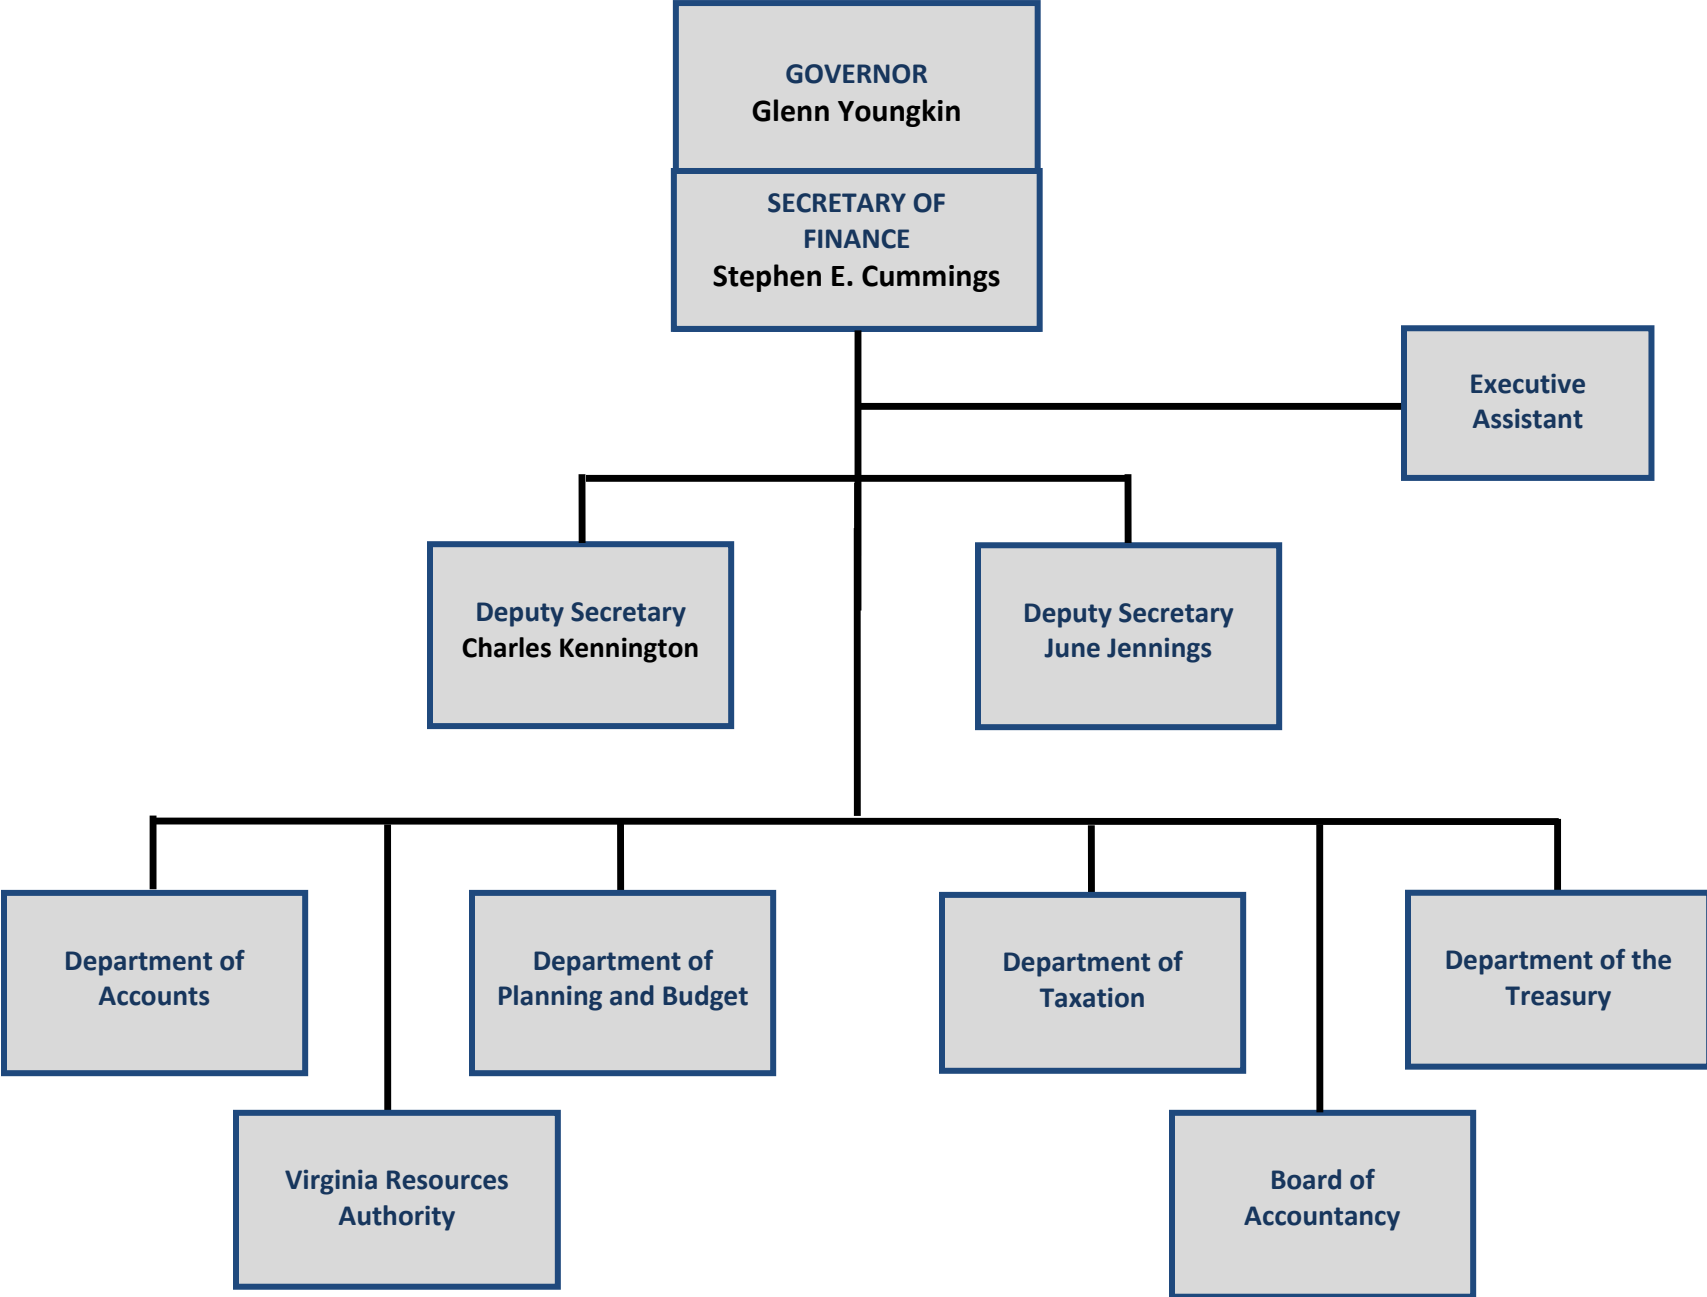 GOVERNOR
Glenn Youngkin
SECRETARY OF
FINANCE
Stephen E. Cummings
Executive
Assistant
Deputy Secretary
Charles Kennington
Deputy Secretary
June Jennings
Department of
Accounts
Department of
Planning and Budget
Department of
Taxation
Department of the
Treasury
Virginia Resources
Authority
Board of
Accountancy